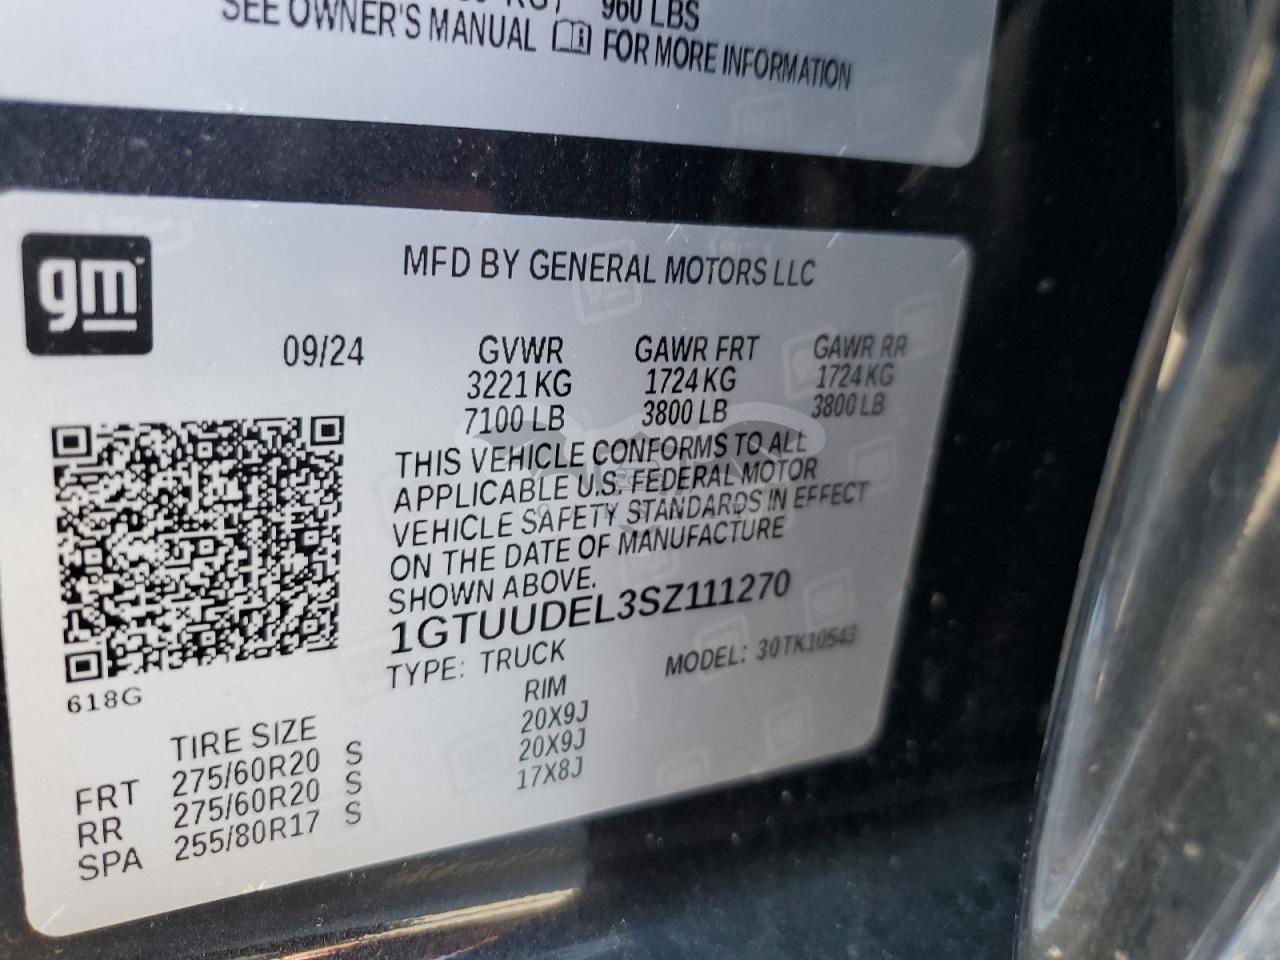 960 LBS
SEE OWNER'S MANUAL FOR MORE INFORMATION
gm
MFD BY GENERAL MOTORS LLC
09/24 GVWR GAWR FRT GAWR RR
3221 KG 1724 KG 1724 KG
7100 LB 3800 LB 3800 LB
THIS VEHICLE CONFORMS TO ALL
APPLICABLE U.S. FEDERAL MOTOR
VEHICLE SAFETY STANDARDS IN EFFECT
ON THE DATE OF MANUFACTURE
SHOWN ABOVE.
1GTUUDEL3SZ111270
TYPE: TRUCK MODEL: 30TK10543
618G
TIRE SIZE RIM
FRT 275/60R20 S 20X9J
RR 275/60R20 S 20X9J
SPA 255/80R17 S 17X8J